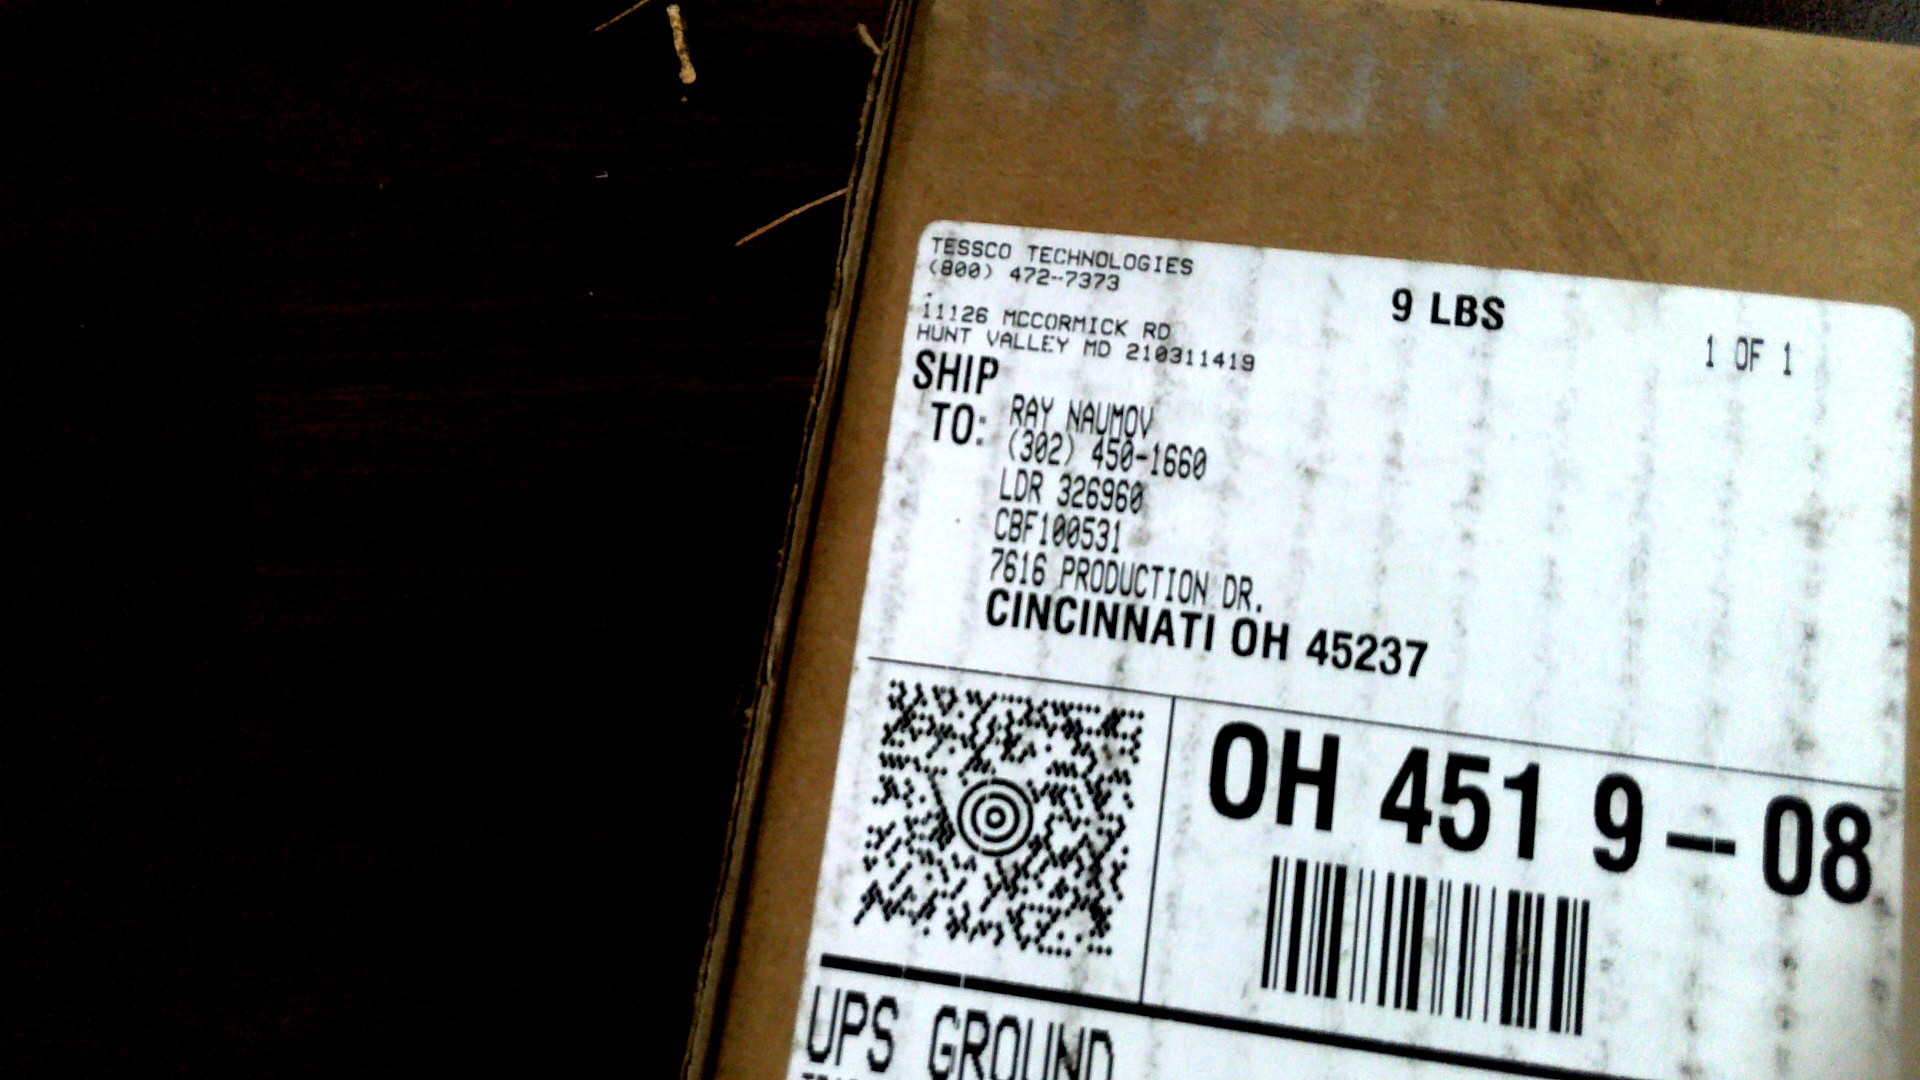 TESSCO TECHNOLOGIES
(800) 472-7373
.
11126 MCCORMICK RD
HUNT VALLEY MD 210311419
9 LBS
1 OF 1
SHIP
TO:
RAY NAUMOV
(302) 450-1660
LDR 326960
CBF100531
7616 PRODUCTION DR.
CINCINNATI OH 45237
OH 451 9-08
UPS GROUND